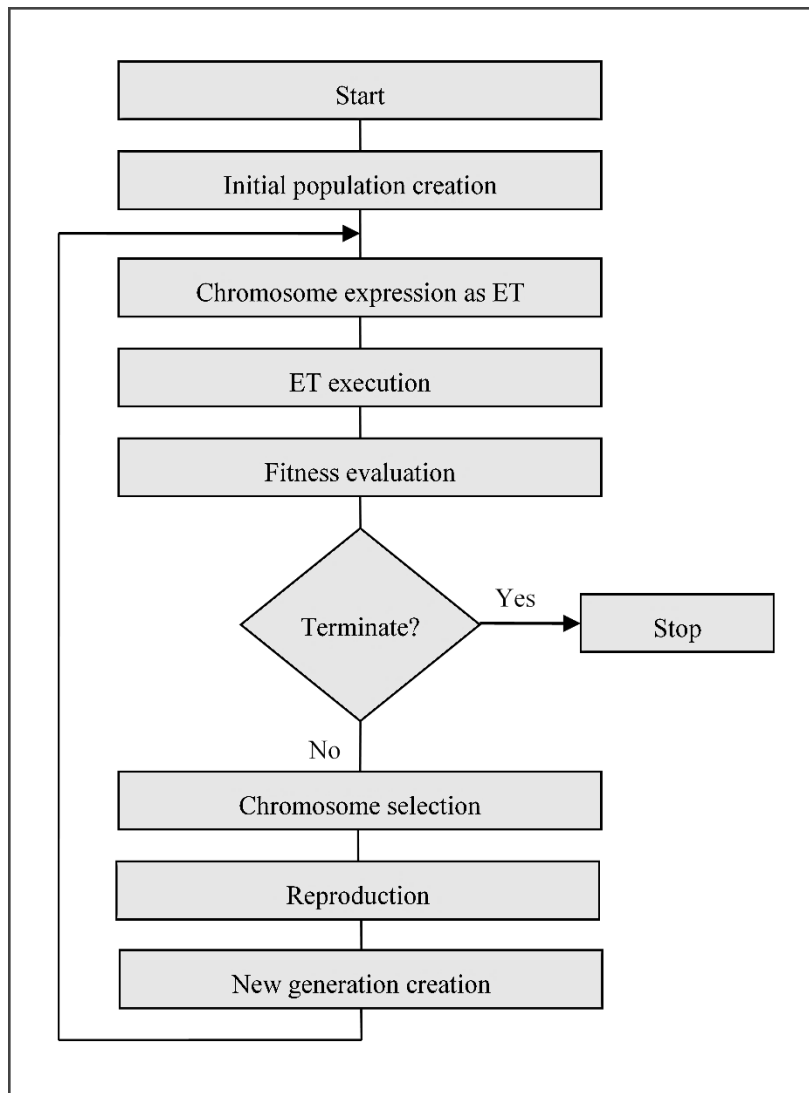 Start
Initial population creation
Chromosome expression as ET
ET execution
Fitness evaluation
Terminate?
Yes
Stop
No
Chromosome selection
Reproduction
New generation creation